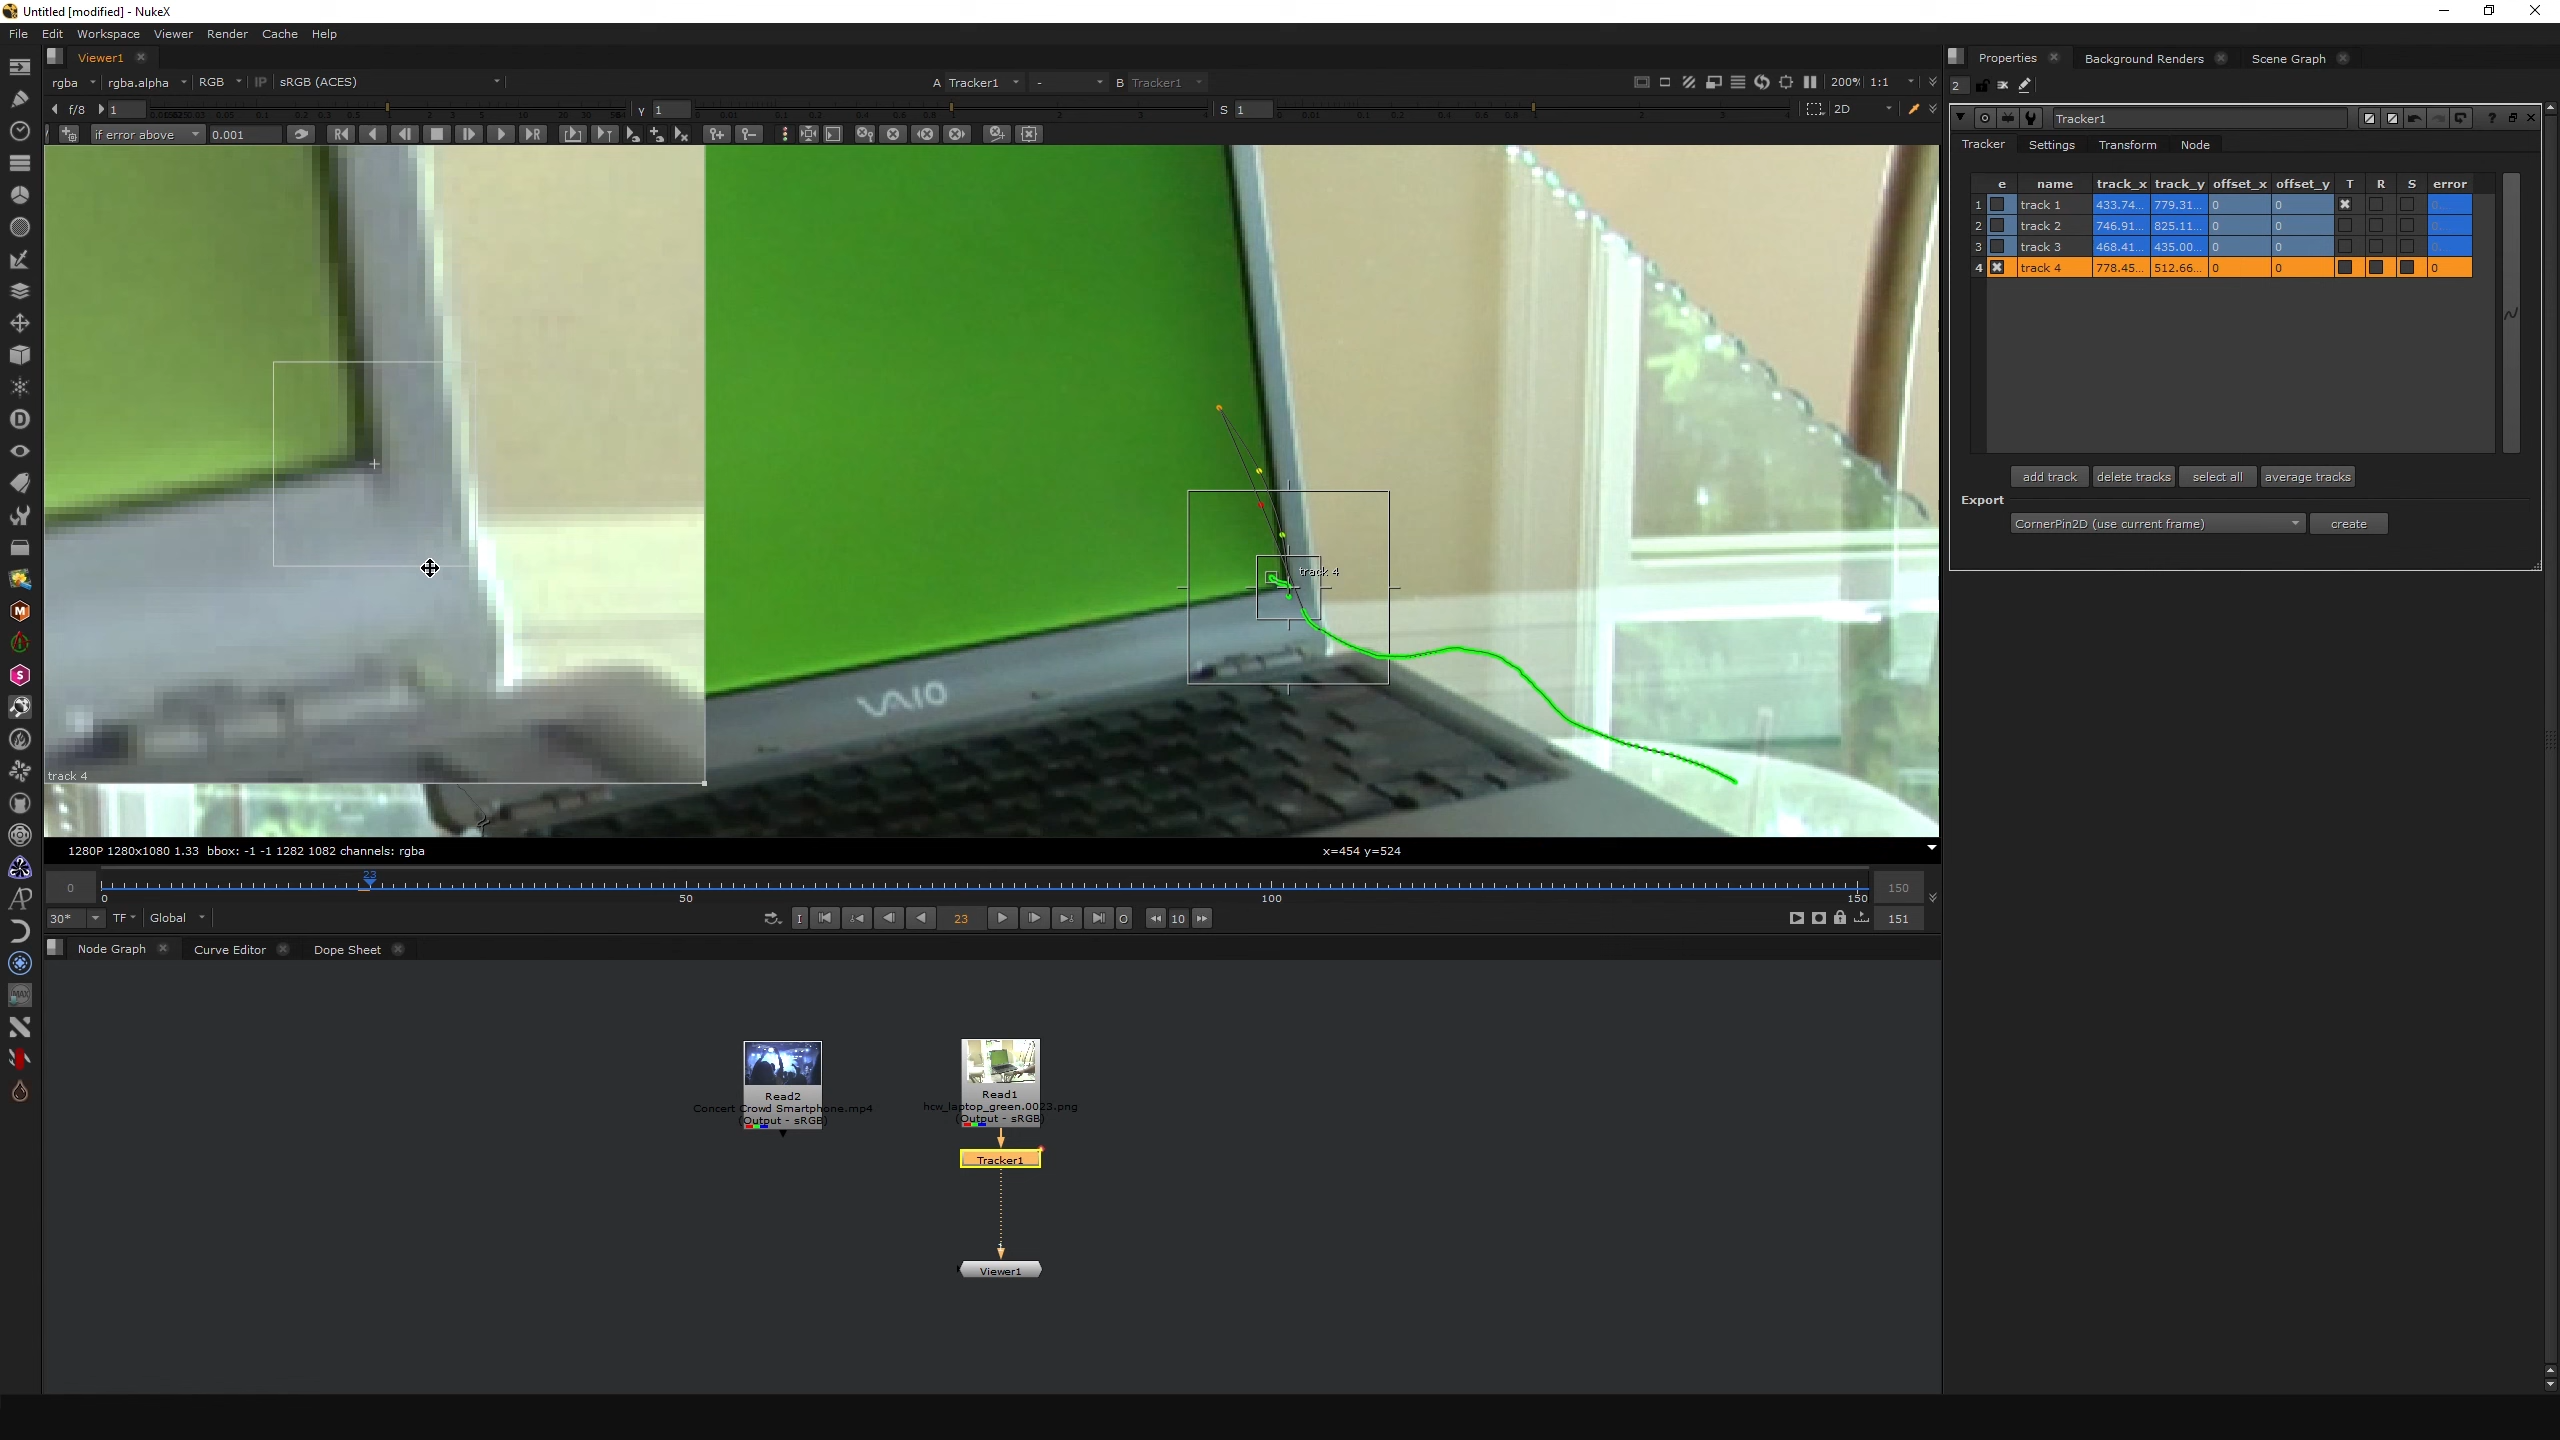 Untitled [modified] - NukeX
File Edit Workspace Viewer Render Cache Help
Viewer1
rgba rgba.alpha RGB IP sRGB (ACES) A Tracker1 - B Tracker1 200% 1:1
f/8 1 γ 1 S 1 2D
if error above 0.001
track 4
track 4
VAIO
1280P 1280x1080 1.33 bbox: -1 -1 1282 1082 channels: rgba x=454 y=524
0 23 150
0 50 100 150
30* TF Global I 23 O 10 151
Node Graph Curve Editor Dope Sheet
Read2
Concert Crowd Smartphone.mp4
(Output - sRGB)
Read1
hcw_laptop_green.0023.png
(Output - sRGB)
Tracker1
Viewer1
Properties Background Renders Scene Graph
2
Tracker1
Tracker Settings Transform Node
e name track_x track_y offset_x offset_y T R S error
1 track 1 433.74... 779.31... 0 0
2 track 2 746.91... 825.11... 0 0
3 track 3 468.41... 435.00... 0 0
4 track 4 778.45... 512.66... 0 0 0
add track delete tracks select all average tracks
Export
CornerPin2D (use current frame) create